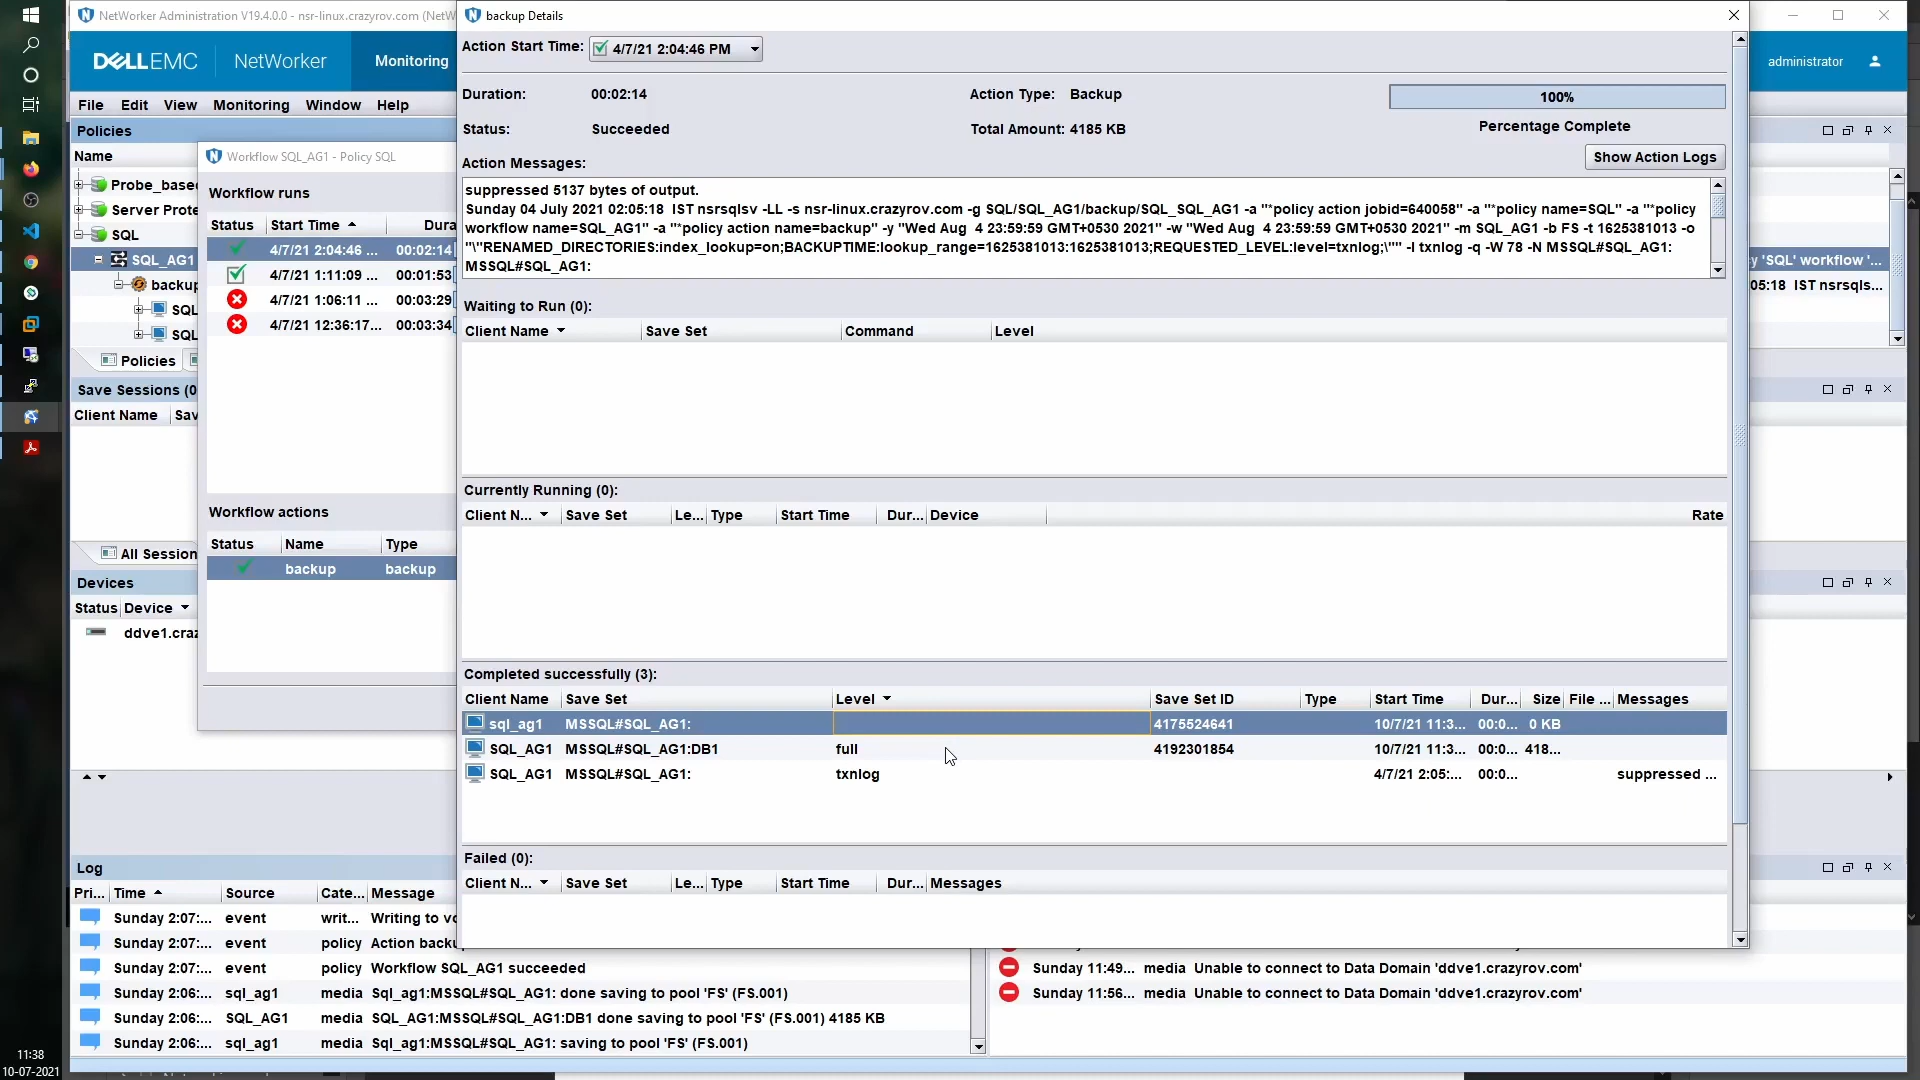 NetWorker Administration V19.4.0.0 - nsr-linux.crazyrov.com (NetW
DELLEMC
NetWorker
Monitoring
administrator
File Edit View Monitoring Window Help
Policies
Name
Probe_based
Server Prote
SQL
SQL_AG1
backup
SQL
SQL
Policies
Save Sessions (0
Client Name Sav
All Session
Devices
Status Device
ddve1.craz
Workflow SQL_AG1 - Policy SQL
Workflow runs
Status Start Time Dura
4/7/21 2:04:46 ... 00:02:14
4/7/21 1:11:09 ... 00:01:53
4/7/21 1:06:11 ... 00:03:29
4/7/21 12:36:17... 00:03:34
Workflow actions
Status Name Type
backup backup
backup Details
Action Start Time: 4/7/21 2:04:46 PM
Duration: 00:02:14 Action Type: Backup 100%
Status: Succeeded Total Amount: 4185 KB Percentage Complete
Action Messages: Show Action Logs
suppressed 5137 bytes of output.
Sunday 04 July 2021 02:05:18 IST nsrsqlsv -LL -s nsr-linux.crazyrov.com -g SQL/SQL_AG1/backup/SQL_SQL_AG1 -a "*policy action jobid=640058" -a "*policy name=SQL" -a "*policy
workflow name=SQL_AG1" -a "*policy action name=backup" -y "Wed Aug 4 23:59:59 GMT+0530 2021" -w "Wed Aug 4 23:59:59 GMT+0530 2021" -m SQL_AG1 -b FS -t 1625381013 -o
"\"RENAMED_DIRECTORIES:index_lookup=on;BACKUPTIME:lookup_range=1625381013:1625381013;REQUESTED_LEVEL:level=txnlog;\"" -l txnlog -q -W 78 -N MSSQL#SQL_AG1:
MSSQL#SQL_AG1:
Waiting to Run (0):
Client Name Save Set Command Level
Currently Running (0):
Client N... Save Set Le... Type Start Time Dur... Device Rate
Completed successfully (3):
Client Name Save Set Level Save Set ID Type Start Time Dur... Size File ... Messages
sql_ag1 MSSQL#SQL_AG1: 4175524641 10/7/21 11:3... 00:0... 0 KB
SQL_AG1 MSSQL#SQL_AG1:DB1 full 4192301854 10/7/21 11:3... 00:0... 418...
SQL_AG1 MSSQL#SQL_AG1: txnlog 4/7/21 2:05:... 00:0... suppressed ...
Failed (0):
Client N... Save Set Le... Type Start Time Dur... Messages
y 'SQL' workflow '...
05:18 IST nsrsqls...
Log
Pri... Time Source Cate... Message
Sunday 2:07:... event writ... Writing to vo
Sunday 2:07:... event policy Action backu
Sunday 2:07:... event policy Workflow SQL_AG1 succeeded
Sunday 2:06:... sql_ag1 media Sql_ag1:MSSQL#SQL_AG1: done saving to pool 'FS' (FS.001)
Sunday 2:06:... SQL_AG1 media SQL_AG1:MSSQL#SQL_AG1:DB1 done saving to pool 'FS' (FS.001) 4185 KB
Sunday 2:06:... sql_ag1 media Sql_ag1:MSSQL#SQL_AG1: saving to pool 'FS' (FS.001)
Sunday 11:49... media Unable to connect to Data Domain 'ddve1.crazyrov.com'
Sunday 11:56... media Unable to connect to Data Domain 'ddve1.crazyrov.com'
11:38
10-07-2021